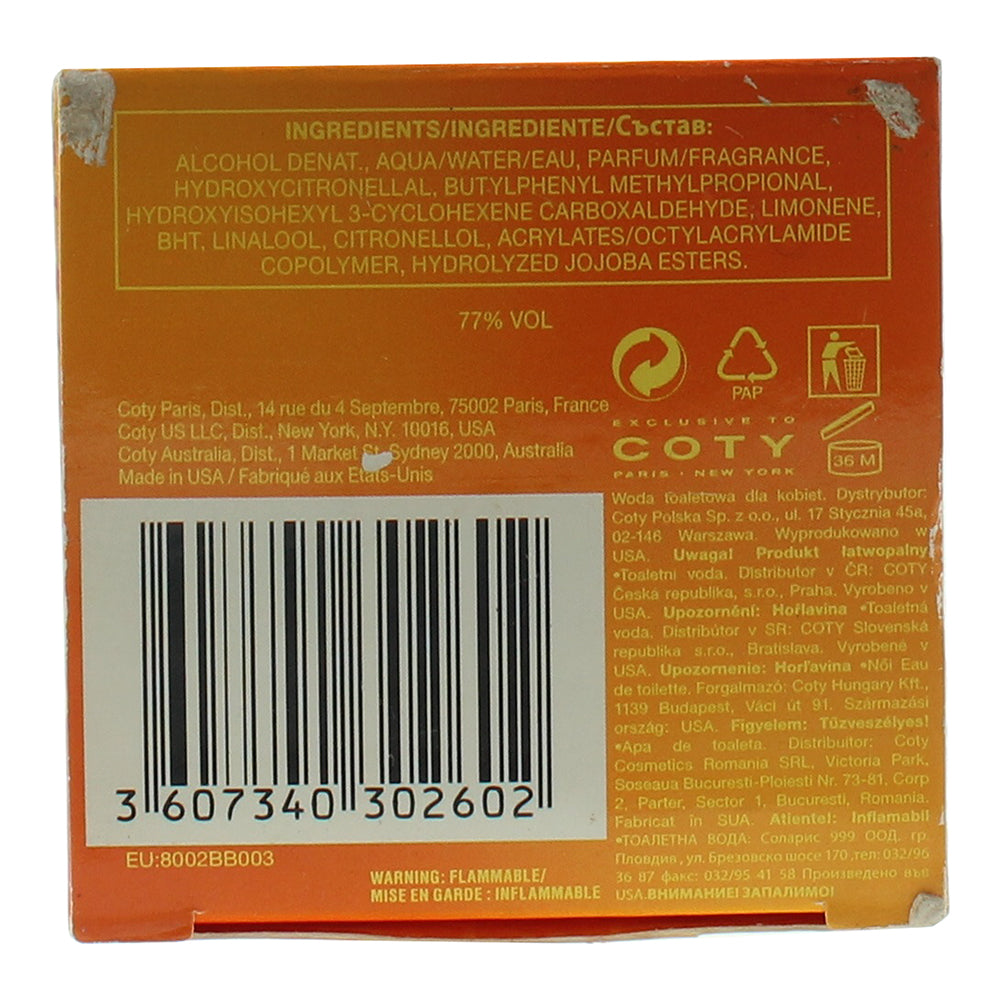 INGREDIENTS/INGREDIENTE/Състав:
ALCOHOL DENAT., AQUA/WATER/EAU, PARFUM/FRAGRANCE,
HYDROXYCITRONELLAL, BUTYLPHENYL METHYLPROPIONAL,
HYDROXYISOHEXYL 3-CYCLOHEXENE CARBOXALDEHYDE, LIMONENE,
BHT, LINALOOL, CITRONELLOL, ACRYLATES/OCTYLACRYLAMIDE
COPOLYMER, HYDROLYZED JOJOBA ESTERS.
77% VOL
PAP
Coty Paris, Dist., 14 rue du 4 Septembre, 75002 Paris, France
Coty US LLC, Dist., New York, N.Y. 10016, USA
Coty Australia, Dist., 1 Market St Sydney 2000, Australia
Made in USA / Fabriqué aux Etats-Unis
EXCLUSIVE TO
COTY
PARIS · NEW YORK
36 M
Woda toaletowa dla kobiet. Dystrybutor:
Coty Polska Sp. z o.o., ul. 17 Stycznia 45a,
02-146 Warszawa. Wyprodukowano w
USA. Uwaga! Produkt łatwopalny
•Toaletní voda. Distributor v ČR: COTY
Česká republika, s.r.o., Praha. Vyrobeno v
USA. Upozornění: Hořlavina •Toaletná
voda. Distribútor v SR: COTY Slovenská
republika s.r.o., Bratislava. Vyrobené v
USA. Upozornenie: Horľavina •Női Eau
de toilette. Forgalmazó: Coty Hungary Kft.,
1139 Budapest, Váci út 91. Származási
ország: USA. Figyelem: Tűzveszélyes!
•Apa de toaleta. Distribuitor: Coty
Cosmetics Romania SRL, Victoria Park,
Soseaua Bucuresti-Ploiesti Nr. 73-81, Corp
2, Parter, Sector 1, Bucuresti, Romania.
Fabricat in SUA. Atientei: Inflamabil
•ТОАЛЕТНА ВОДА: Соларис 999 ООД. гр.
Пловдив , ул. Брезовско шосе 170 ,тел: 032/96
36 87 факс: 032/95 41 58 Произведено във
USA.ВНИМАНИЕ! ЗАПАЛИМО!
3 607340 302602
EU:8002BB003
WARNING: FLAMMABLE/
MISE EN GARDE : INFLAMMABLE